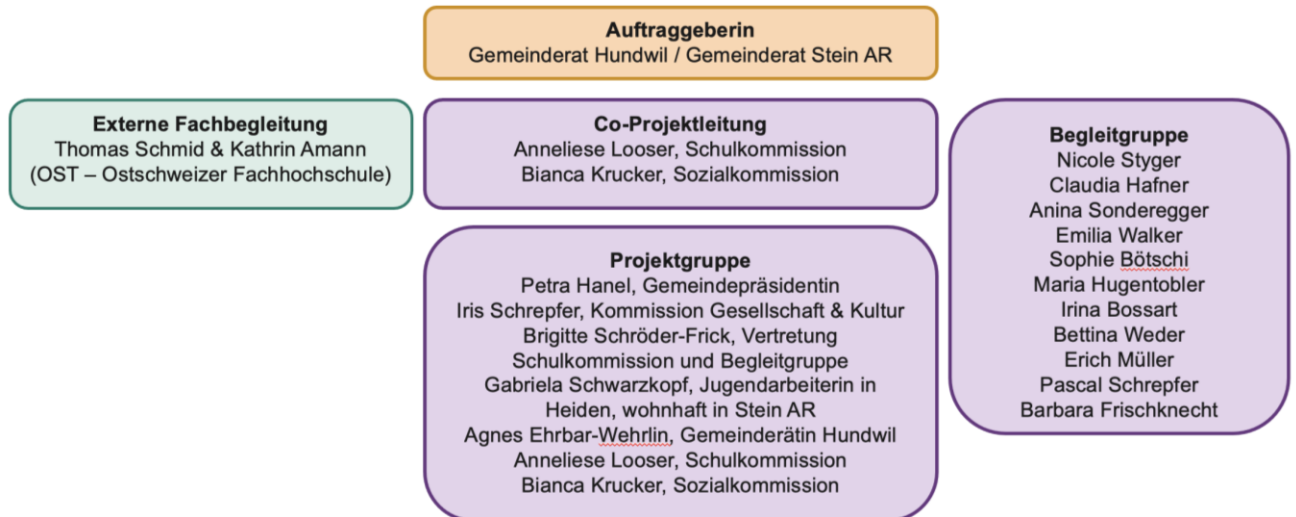 Auftraggeberin
Gemeinderat Hundwil / Gemeinderat Stein AR
Externe Fachbegleitung
Thomas Schmid & Kathrin Amann
(OST – Ostschweizer Fachhochschule)
Co-Projektleitung
Anneliese Looser, Schulkommission
Bianca Krucker, Sozialkommission
Projektgruppe
Petra Hanel, Gemeindepräsidentin
Iris Schrepfer, Kommission Gesellschaft & Kultur
Brigitte Schröder-Frick, Vertretung
Schulkommission und Begleitgruppe
Gabriela Schwarzkopf, Jugendarbeiterin in
Heiden, wohnhaft in Stein AR
Agnes Ehrbar-Wehrlin, Gemeinderätin Hundwil
Anneliese Looser, Schulkommission
Bianca Krucker, Sozialkommission
Begleitgruppe
Nicole Styger
Claudia Hafner
Anina Sonderegger
Emilia Walker
Sophie Bötschi
Maria Hugentobler
Irina Bossart
Bettina Weder
Erich Müller
Pascal Schrepfer
Barbara Frischknecht